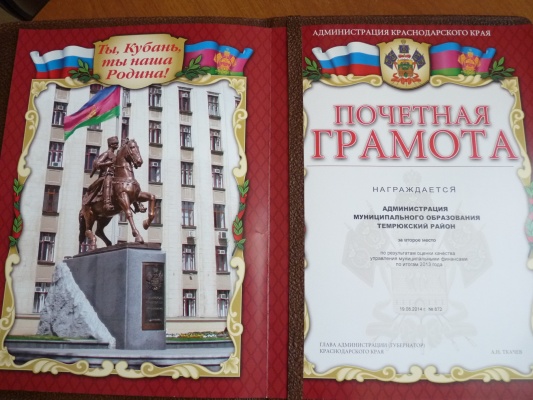 Ты, Кубань,
ты наша
Родина!
АДМИНИСТРАЦИЯ КРАСНОДАРСКОГО КРАЯ
ПОЧЕТНАЯ
ГРАМОТА
НАГРАЖДАЕТСЯ
АДМИНИСТРАЦИЯ
МУНИЦИПАЛЬНОГО ОБРАЗОВАНИЯ
ТЕМРЮКСКИЙ РАЙОН
за второе место
по результатам оценки качества
управления муниципальными финансами
по итогам 2013 года
ГЛАВА АДМИНИСТРАЦИИ (ГУБЕРНАТОР)
КРАСНОДАРСКОГО КРАЯ
А.Н. ТКАЧЕВ